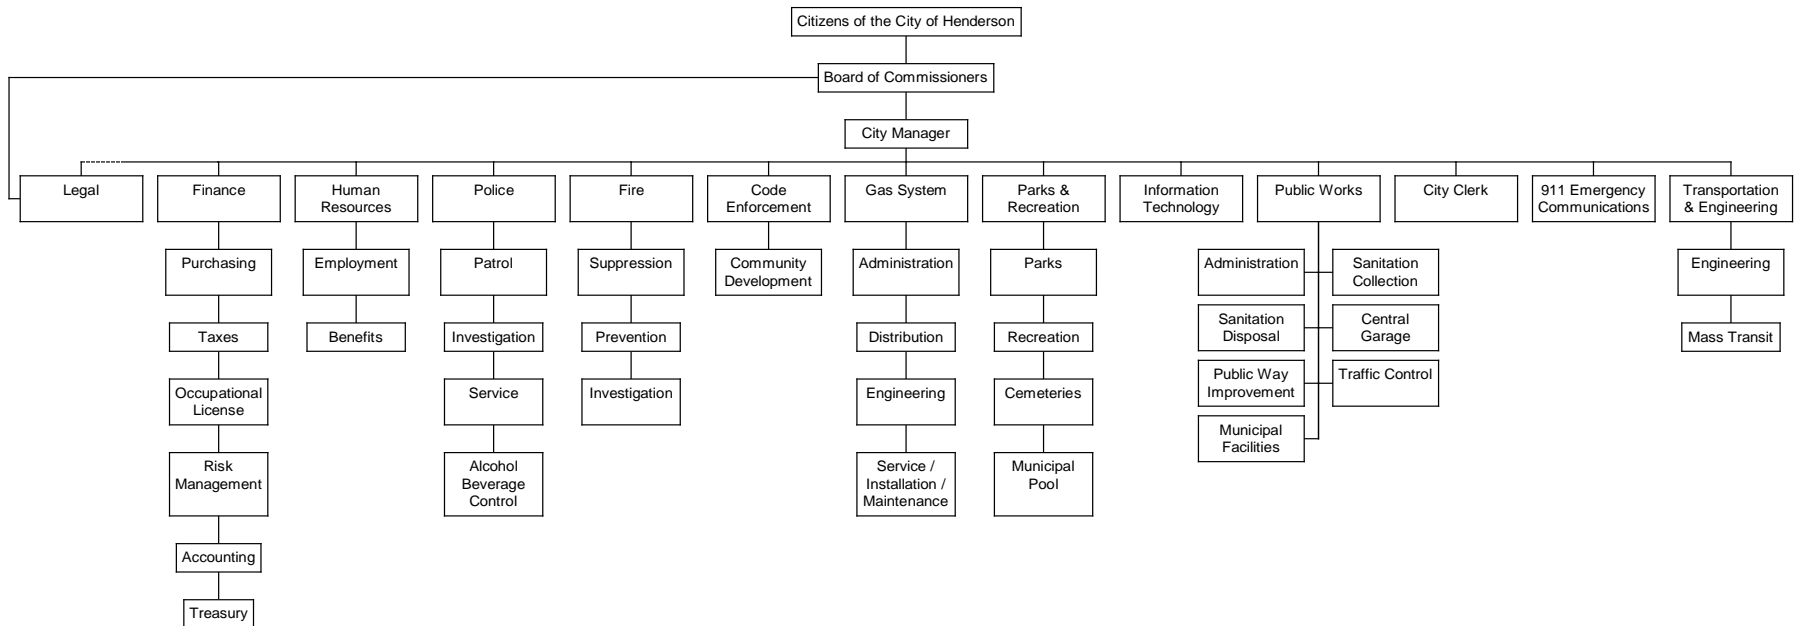 Citizens of the City of Henderson
Board of Commissioners
City Manager
Legal
Finance
Human
Resources
Police
Fire
Code
Enforcement
Gas System
Parks &
Recreation
Information
Technology
Public Works
City Clerk
911 Emergency
Communications
Transportation
& Engineering
Purchasing
Taxes
Occupational
License
Risk
Management
Accounting
Treasury
Employment
Benefits
Patrol
Investigation
Service
Alcohol
Beverage
Control
Suppression
Prevention
Investigation
Community
Development
Administration
Distribution
Engineering
Service /
Installation /
Maintenance
Parks
Recreation
Cemeteries
Municipal
Pool
Administration
Sanitation
Collection
Sanitation
Disposal
Central
Garage
Public Way
Improvement
Traffic Control
Municipal
Facilities
Engineering
Mass Transit